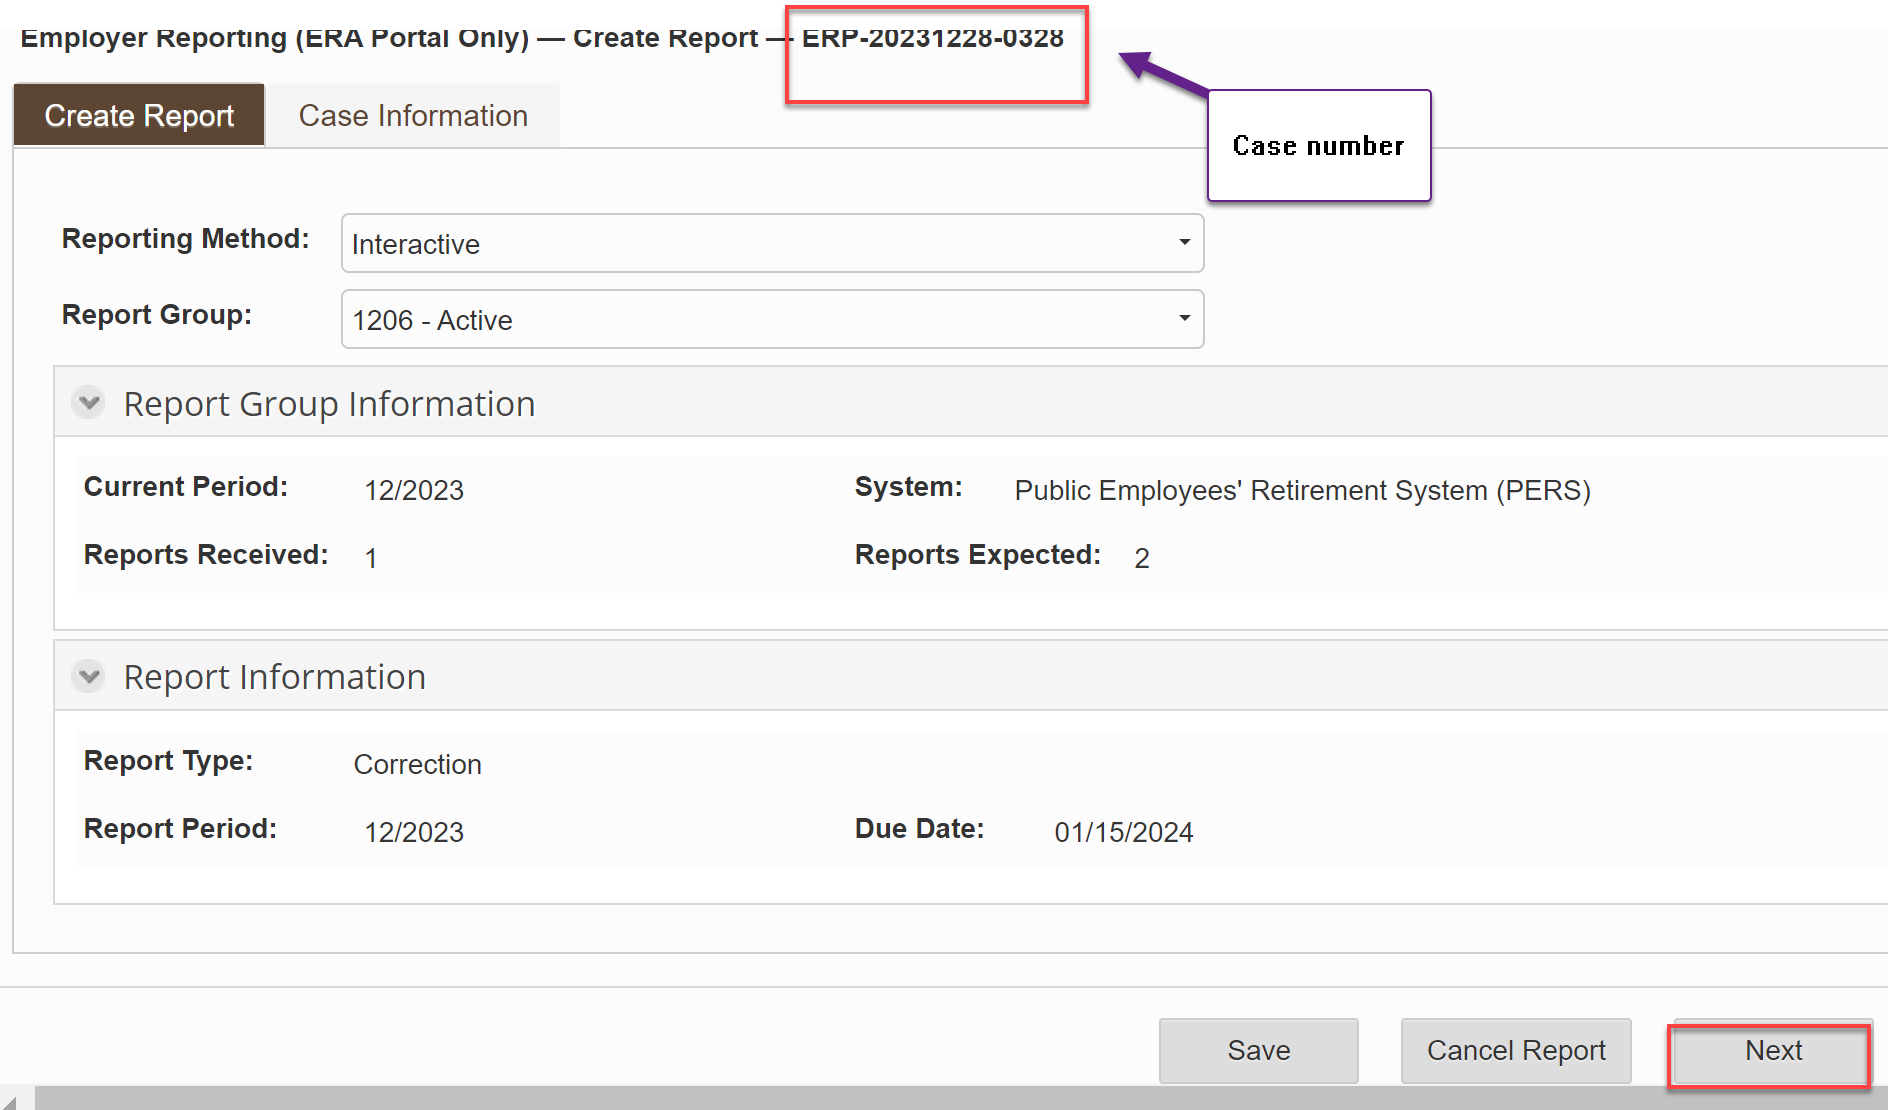 Employer Reporting (ERA Portal Only) — Create Report — ERP-20231228-0328
Create Report Case Information
Case number
Reporting Method: Interactive
Report Group: 1206 - Active
Report Group Information
Current Period: 12/2023 System: Public Employees' Retirement System (PERS)
Reports Received: 1 Reports Expected: 2
Report Information
Report Type: Correction
Report Period: 12/2023 Due Date: 01/15/2024
Save Cancel Report Next